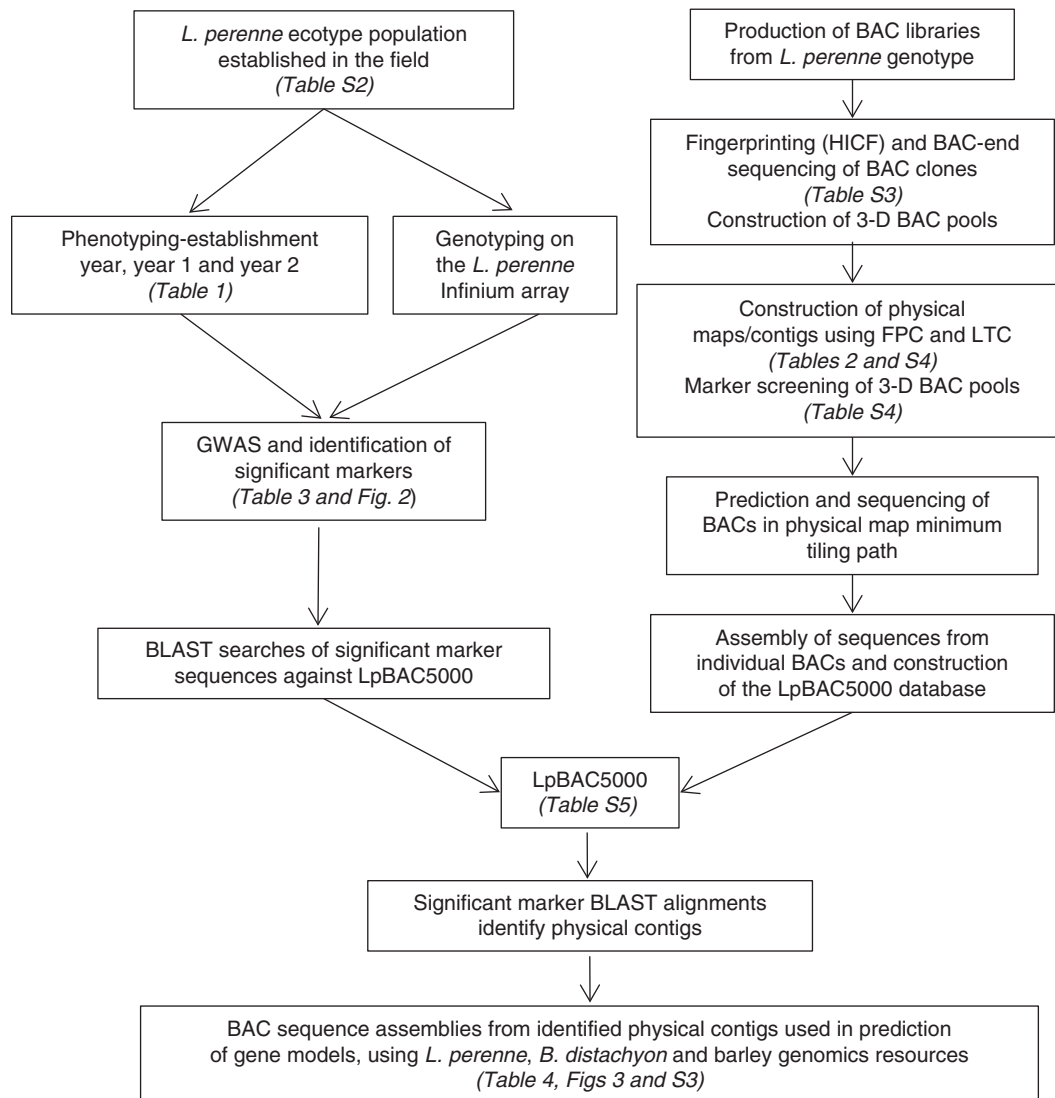 L. perenne ecotype population
established in the field
(Table S2)
Phenotyping-establishment
year, year 1 and year 2
(Table 1)
Genotyping on
the L. perenne
Infinium array
GWAS and identification of
significant markers
(Table 3 and Fig. 2)
BLAST searches of significant marker
sequences against LpBAC5000
Production of BAC libraries
from L. perenne genotype
Fingerprinting (HICF) and BAC-end
sequencing of BAC clones
(Table S3)
Construction of 3-D BAC pools
Construction of physical
maps/contigs using FPC and LTC
(Tables 2 and S4)
Marker screening of 3-D BAC pools
(Table S4)
Prediction and sequencing of
BACs in physical map minimum
tiling path
Assembly of sequences from
individual BACs and construction
of the LpBAC5000 database
LpBAC5000
(Table S5)
Significant marker BLAST alignments
identify physical contigs
BAC sequence assemblies from identified physical contigs used in prediction
of gene models, using L. perenne, B. distachyon and barley genomics resources
(Table 4, Figs 3 and S3)